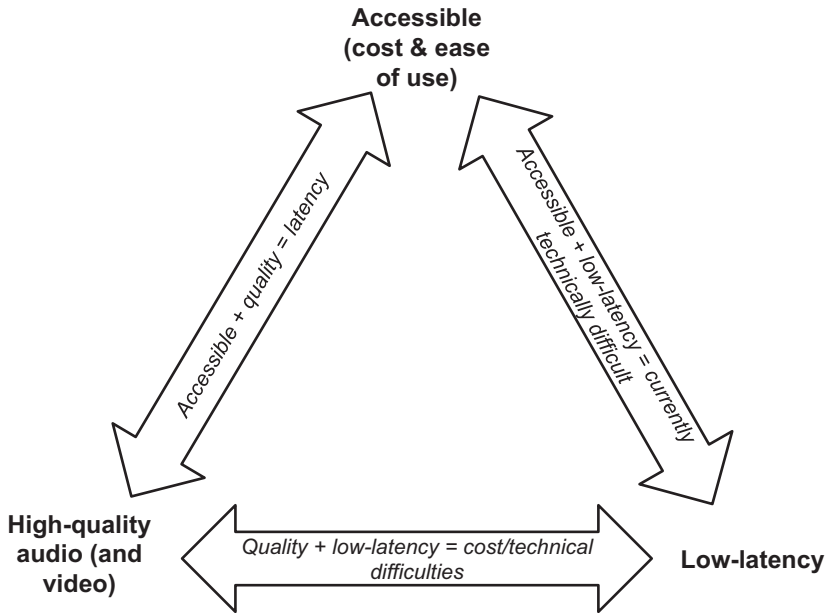 Accessible
(cost & ease
of use)
Accessible + quality = latency
Accessible + low-latency = currently
technically difficult
High-quality
audio (and
video)
Quality + low-latency = cost/technical
difficulties
Low-latency